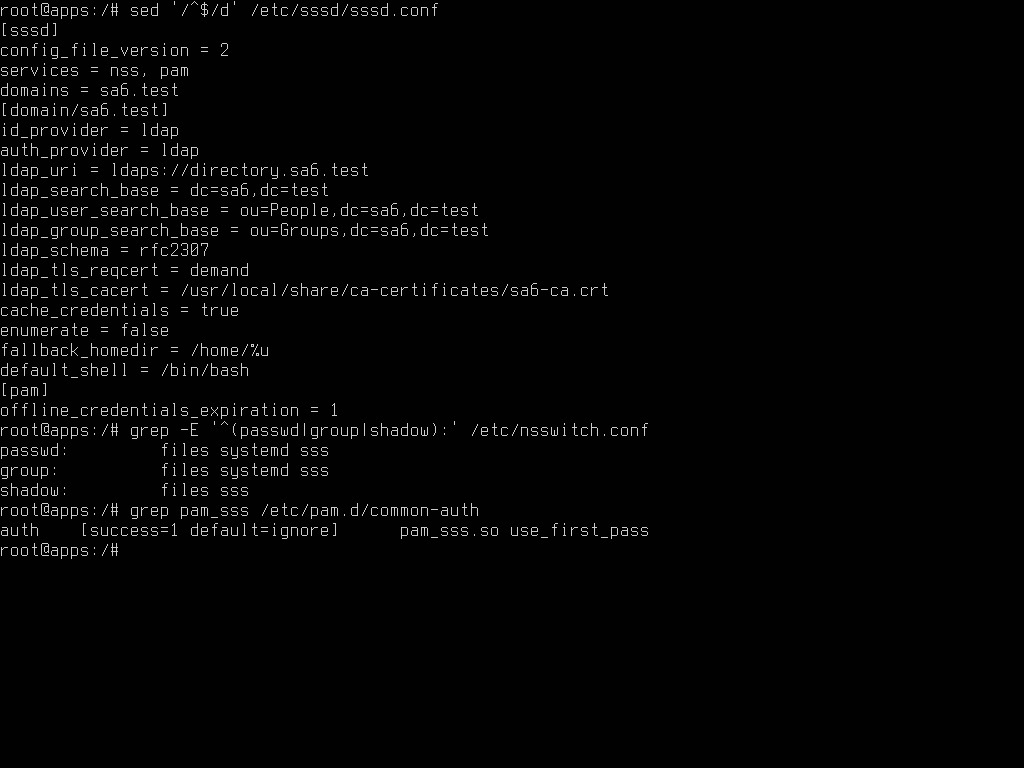 root@apps:/# sed '/^$/d' /etc/sssd/sssd.conf
[sssd]
config_file_version = 2
services = nss, pam
domains = sa6.test
[domain/sa6.test]
id_provider = ldap
auth_provider = ldap
ldap_uri = ldaps://directory.sa6.test
ldap_search_base = dc=sa6,dc=test
ldap_user_search_base = ou=People,dc=sa6,dc=test
ldap_group_search_base = ou=Groups,dc=sa6,dc=test
ldap_schema = rfc2307
ldap_tls_reqcert = demand
ldap_tls_cacert = /usr/local/share/ca-certificates/sa6-ca.crt
cache_credentials = true
enumerate = false
fallback_homedir = /home/%u
default_shell = /bin/bash
[pam]
offline_credentials_expiration = 1
root@apps:/# grep -E '^(passwd|group|shadow):' /etc/nsswitch.conf
passwd:         files systemd sss
group:          files systemd sss
shadow:         files sss
root@apps:/# grep pam_sss /etc/pam.d/common-auth
auth    [success=1 default=ignore]      pam_sss.so use_first_pass
root@apps:/#